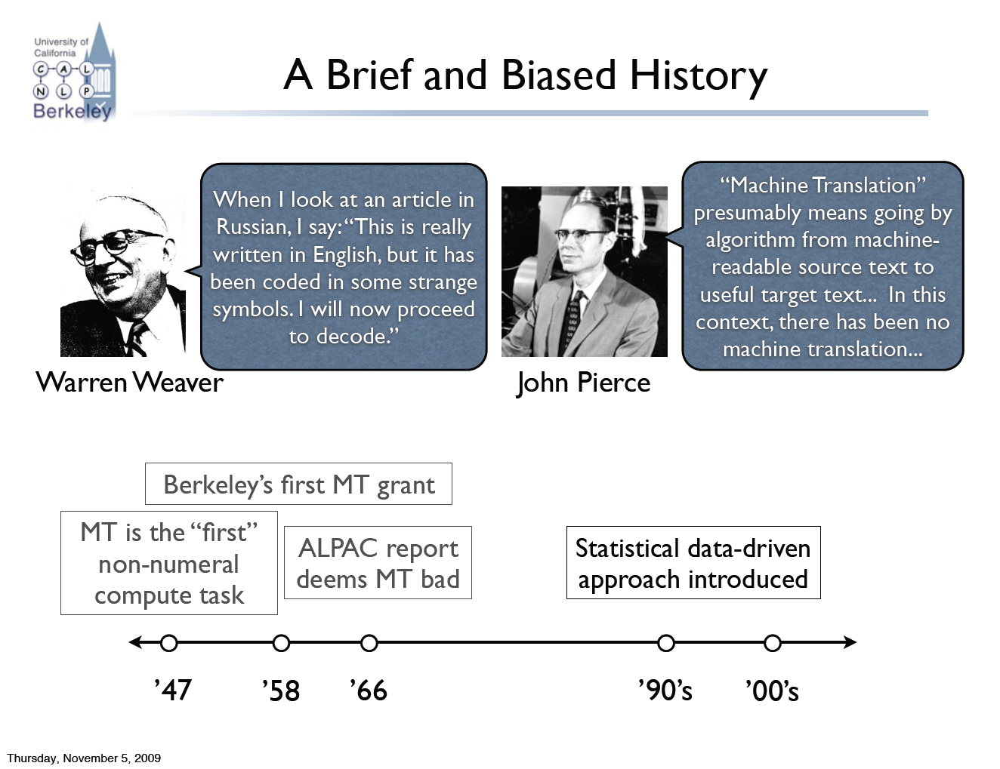 University of
California
C A L
N L P
Berkeley
A Brief and Biased History
When I look at an article in
Russian, I say: “This is really
written in English, but it has
been coded in some strange
symbols. I will now proceed
to decode.”
Warren Weaver
“Machine Translation”
presumably means going by
algorithm from machine-
readable source text to
useful target text... In this
context, there has been no
machine translation...
John Pierce
Berkeley’s first MT grant
MT is the “first”
non-numeral
compute task
ALPAC report
deems MT bad
Statistical data-driven
approach introduced
’47
’58
’66
’90’s
’00’s
Thursday, November 5, 2009